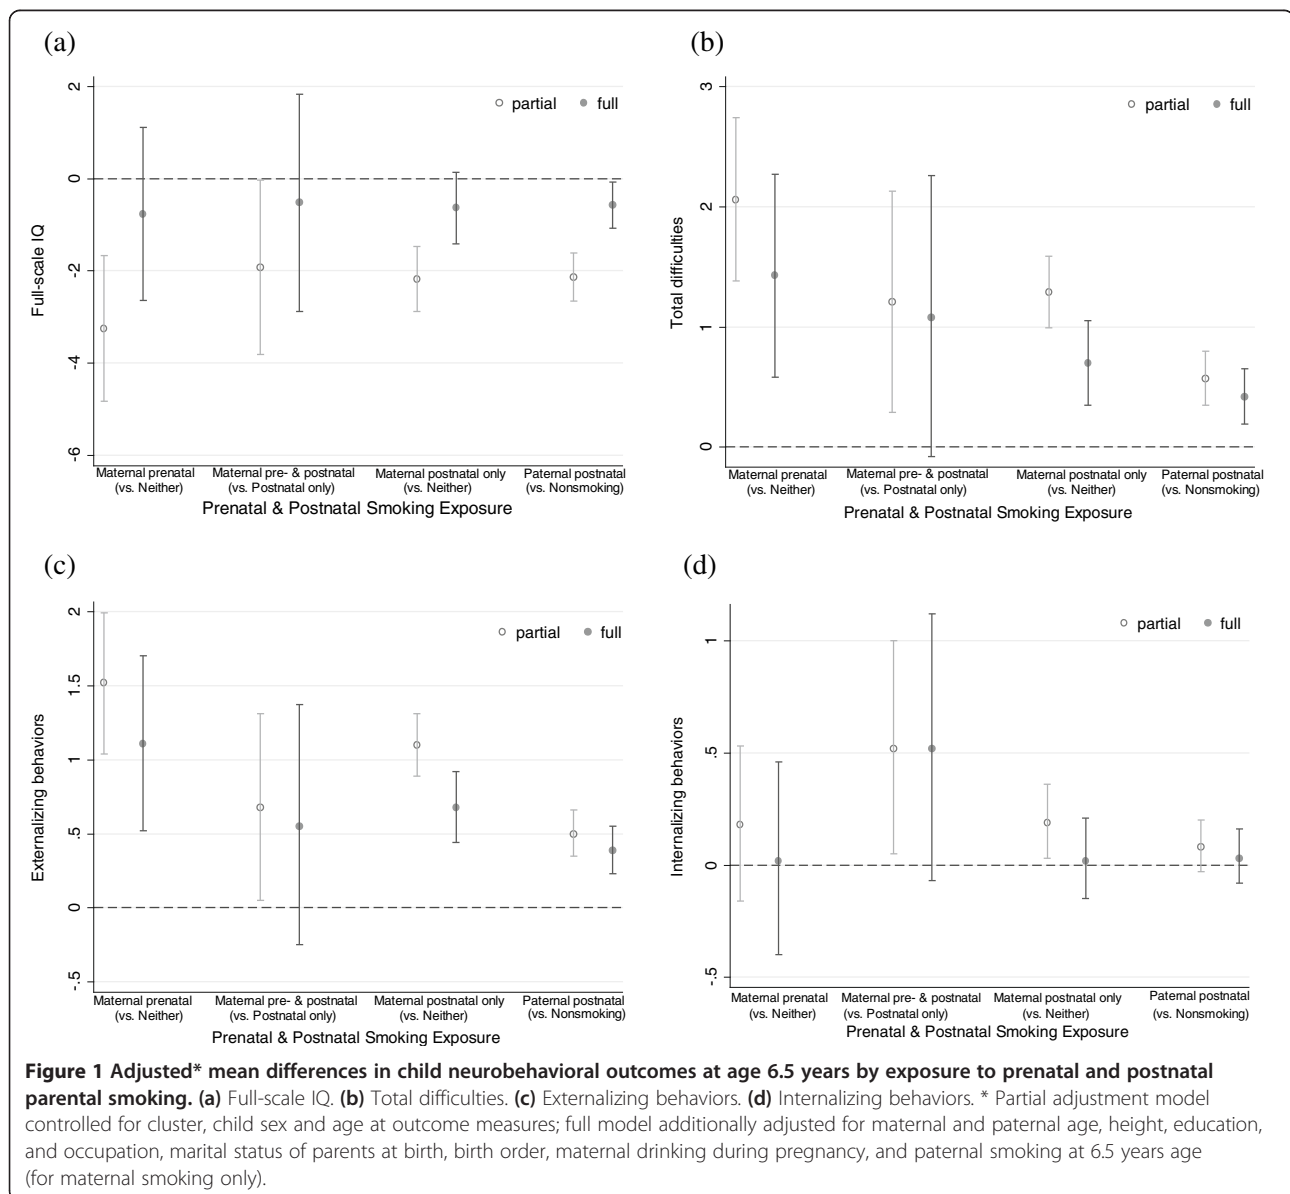 (a)
2
0
-2
-4
-6
Full-scale IQ
partial
full
Maternal prenatal
(vs. Neither)
Maternal pre- & postnatal
(vs. Postnatal only)
Maternal postnatal only
(vs. Neither)
Paternal postnatal
(vs. Nonsmoking)
Prenatal & Postnatal Smoking Exposure
(b)
3
2
1
0
Total difficulties
partial
full
Maternal prenatal
(vs. Neither)
Maternal pre- & postnatal
(vs. Postnatal only)
Maternal postnatal only
(vs. Neither)
Paternal postnatal
(vs. Nonsmoking)
Prenatal & Postnatal Smoking Exposure
(c)
2
1.5
1
.5
0
-.5
Externalizing behaviors
partial
full
Maternal prenatal
(vs. Neither)
Maternal pre- & postnatal
(vs. Postnatal only)
Maternal postnatal only
(vs. Neither)
Paternal postnatal
(vs. Nonsmoking)
Prenatal & Postnatal Smoking Exposure
(d)
1
.5
0
-.5
Internalizing behaviors
partial
full
Maternal prenatal
(vs. Neither)
Maternal pre- & postnatal
(vs. Postnatal only)
Maternal postnatal only
(vs. Neither)
Paternal postnatal
(vs. Nonsmoking)
Prenatal & Postnatal Smoking Exposure
Figure 1 Adjusted* mean differences in child neurobehavioral outcomes at age 6.5 years by exposure to prenatal and postnatal
parental smoking. (a) Full-scale IQ. (b) Total difficulties. (c) Externalizing behaviors. (d) Internalizing behaviors. * Partial adjustment model
controlled for cluster, child sex and age at outcome measures; full model additionally adjusted for maternal and paternal age, height, education,
and occupation, marital status of parents at birth, birth order, maternal drinking during pregnancy, and paternal smoking at 6.5 years age
(for maternal smoking only).